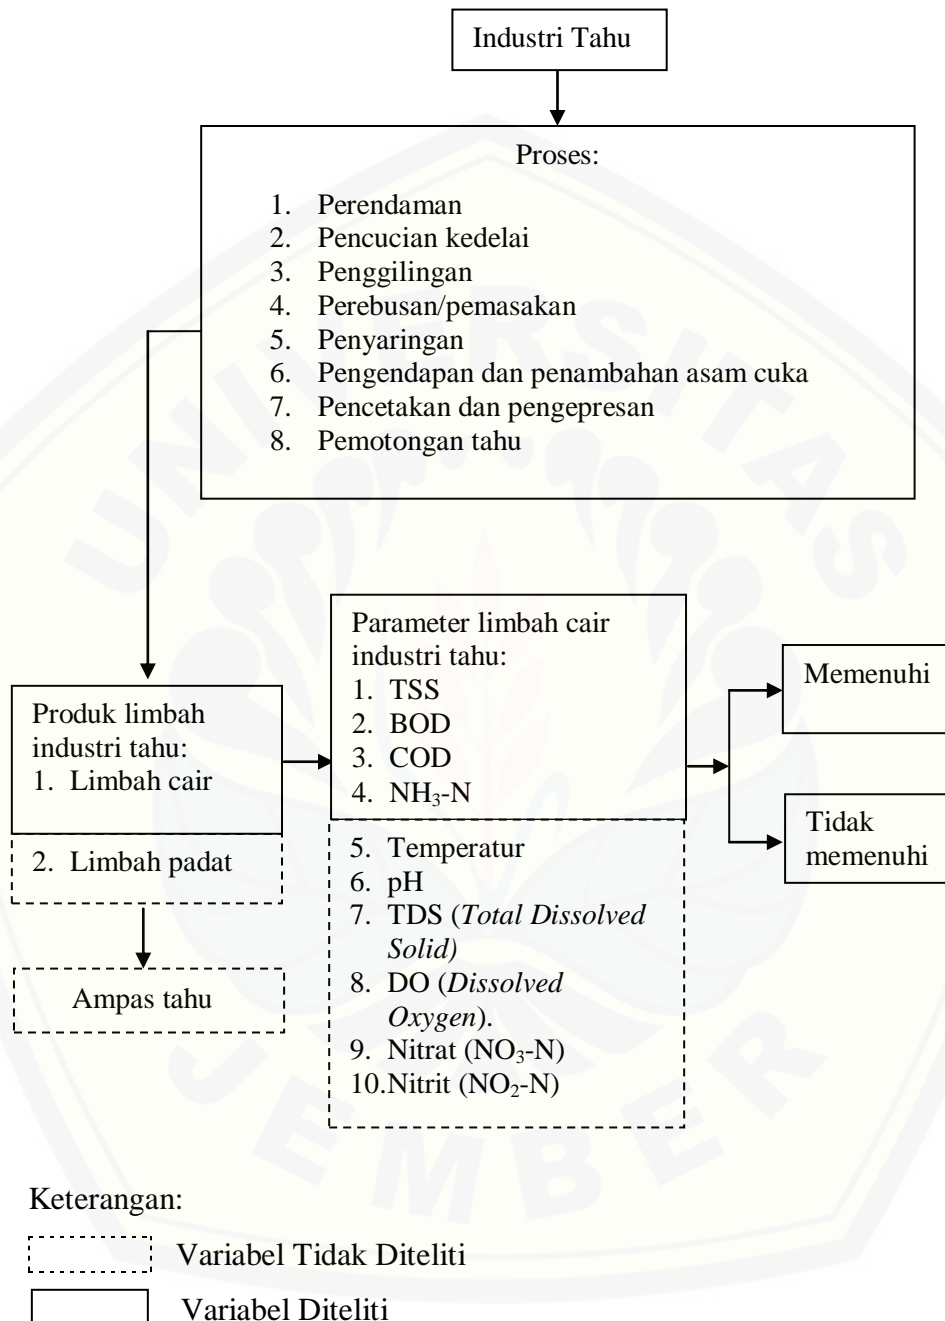 Industri Tahu
Proses:
1. Perendaman
2. Pencucian kedelai
3. Penggilingan
4. Perebusan/pemasakan
5. Penyaringan
6. Pengendapan dan penambahan asam cuka
7. Pencetakan dan pengepresan
8. Pemotongan tahu
Produk limbah
industri tahu:
1. Limbah cair
2. Limbah padat
Ampas tahu
Parameter limbah cair
industri tahu:
1. TSS
2. BOD
3. COD
4. NH₃-N
5. Temperatur
6. pH
7. TDS (Total Dissolved
Solid)
8. DO (Dissolved
Oxygen).
9. Nitrat (NO₃-N)
10.Nitrit (NO₂-N)
Memenuhi
Tidak
memenuhi
Keterangan:
Variabel Tidak Diteliti
Variabel Diteliti
UNIVERSITAS
JEMBER